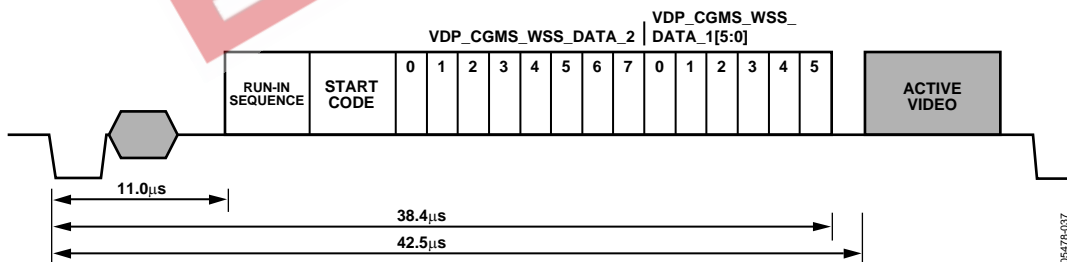 VDP_CGMS_WSS_DATA_2
VDP_CGMS_WSS_
DATA_1[5:0]
RUN-IN
SEQUENCE
START
CODE
0 1 2 3 4 5 6 7 0 1 2 3 4 5
ACTIVE
VIDEO
11.0μs
38.4μs
42.5μs
05478-037